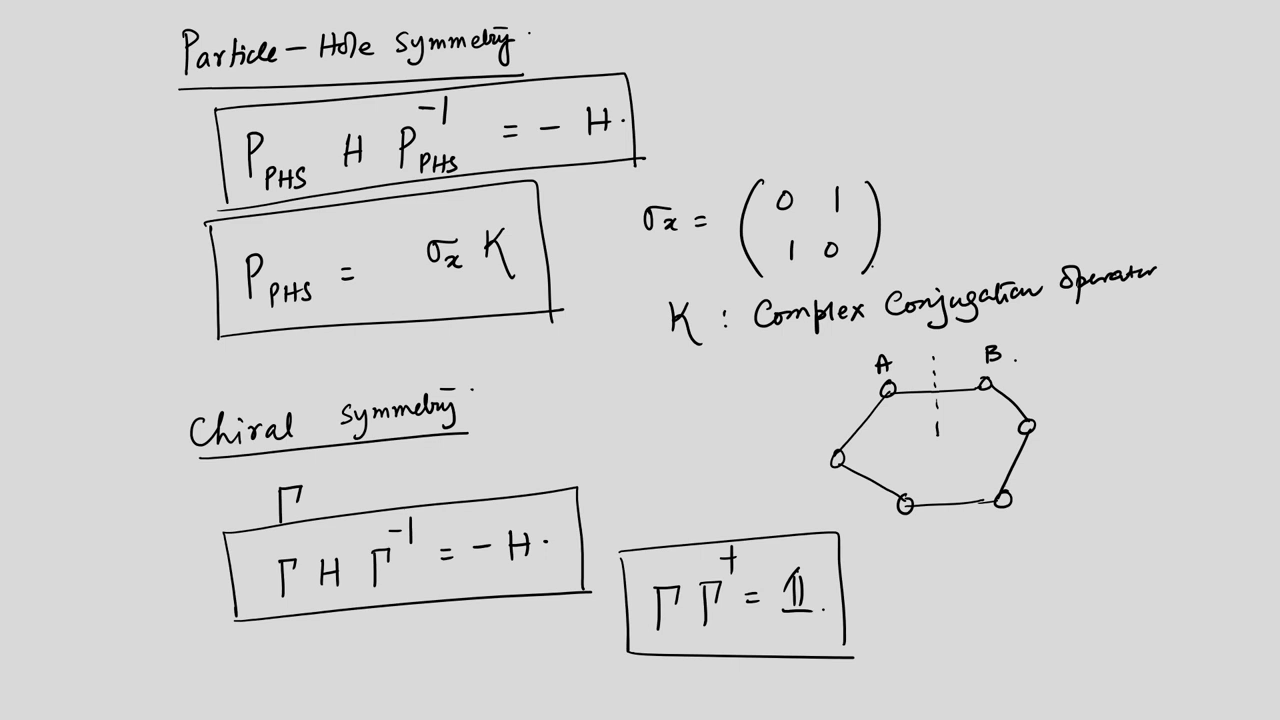 Particle - Hole Symmetry.
P_PHS H P_PHS^-1 = - H.
P_PHS = σ_x K
σ_x = ( 0 1
1 0 )
K : Complex Conjugation operator
A B .
Chiral Symmetry.
Γ
Γ H Γ^-1 = - H.
Γ Γ^† = 𝟙.